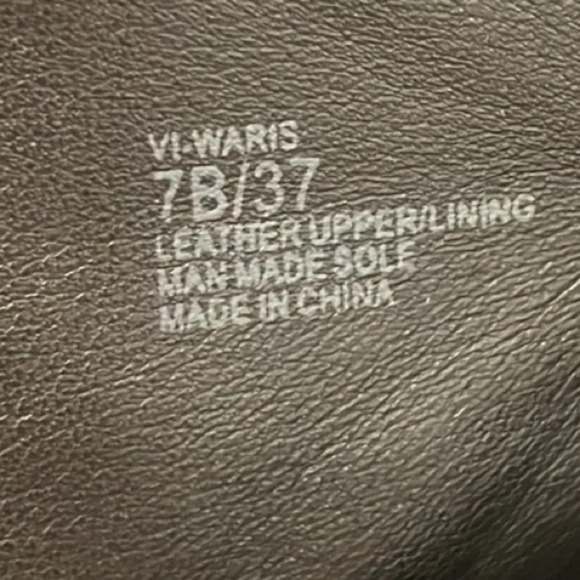 VI-WARIS
7B/37
LEATHER UPPER/LINING
MAN MADE SOLE
MADE IN CHINA